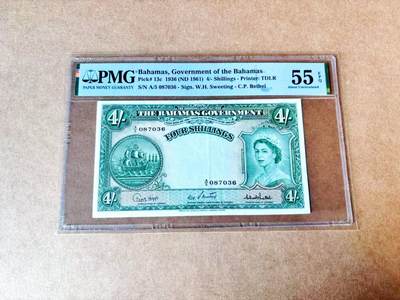 PMG
PAPER MONEY GUARANTY
Bahamas, Government of the Bahamas
Pick# 13c 1936 (ND 1961) 4/- Shillings - Printer: TDLR
S/N A/5 087036 - Sign. W.H. Sweeting - C.P. Bethel
55 EPQ
About Uncirculated
THE BAHAMAS GOVERNMENT
4/-
4/-
A/5 087036
FOUR SHILLINGS
A/5 087036
4/-
4/-